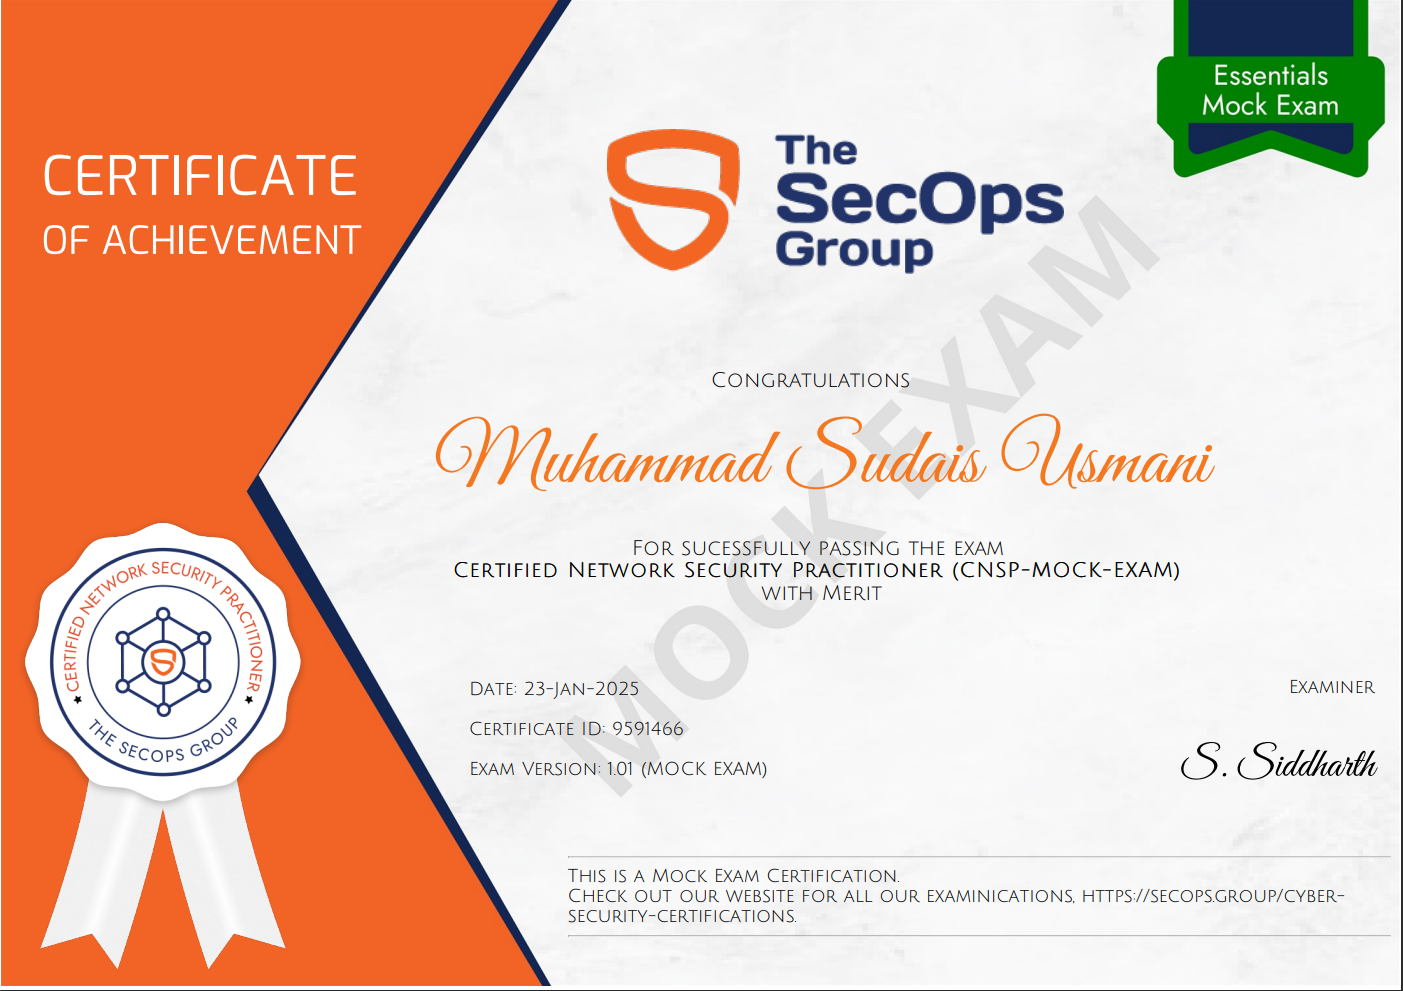 Essentials
Mock Exam
CERTIFICATE
OF ACHIEVEMENT
The
SecOps
Group
MOCK EXAM
CONGRATULATIONS
Muhammad Sudais Usmani
FOR SUCESSFULLY PASSING THE EXAM
CERTIFIED NETWORK SECURITY PRACTITIONER (CNSP-MOCK-EXAM)
WITH MERIT
CERTIFIED NETWORK SECURITY PRACTITIONER
THE SECOPS GROUP
DATE: 23-JAN-2025
EXAMINER
CERTIFICATE ID: 9591466
EXAM VERSION: 1.01 (MOCK EXAM)
S. Siddharth
THIS IS A MOCK EXAM CERTIFICATION.
CHECK OUT OUR WEBSITE FOR ALL OUR EXAMINICATIONS, HTTPS://SECOPS.GROUP/CYBER-
SECURITY-CERTIFICATIONS.